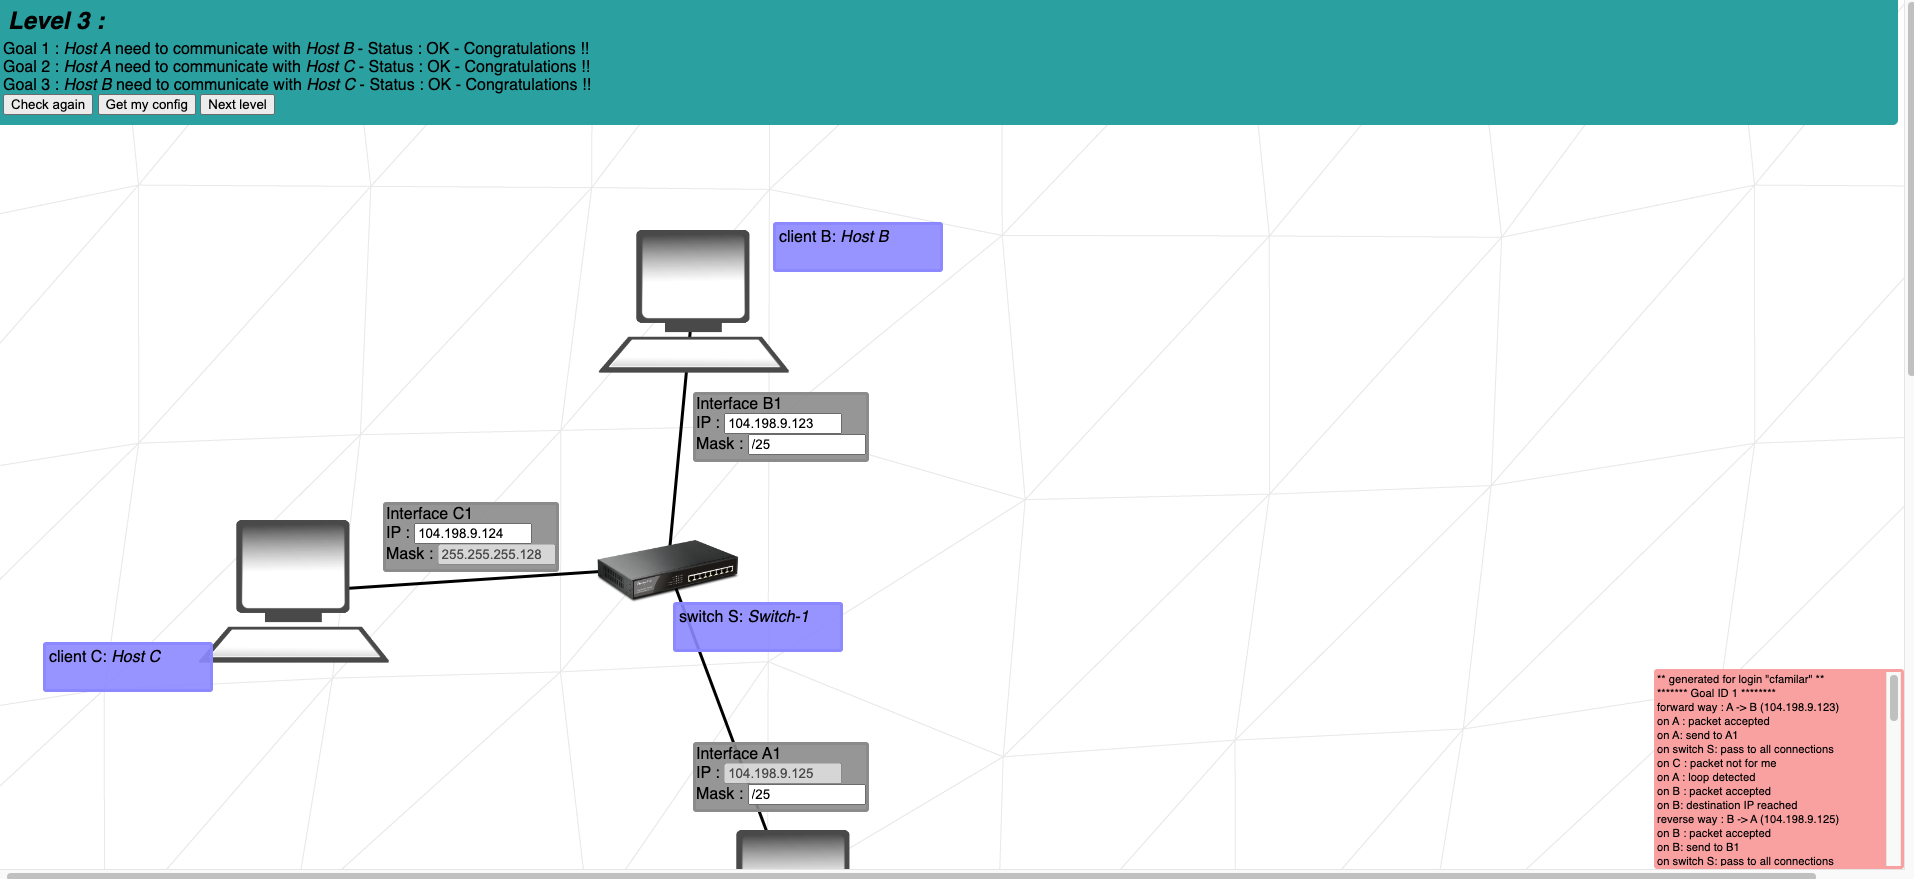 Level 3 :
Goal 1 : Host A need to communicate with Host B - Status : OK - Congratulations !!
Goal 2 : Host A need to communicate with Host C - Status : OK - Congratulations !!
Goal 3 : Host B need to communicate with Host C - Status : OK - Congratulations !!
Check again Get my config Next level
client B: Host B
Interface B1
IP : 104.198.9.123
Mask : /25
Interface C1
IP : 104.198.9.124
Mask : 255.255.255.128
switch S: Switch-1
client C: Host C
Interface A1
IP : 104.198.9.125
Mask : /25
** generated for login "cfamilar" **
******* Goal ID 1 ********
forward way : A -> B (104.198.9.123)
on A : packet accepted
on A: send to A1
on switch S: pass to all connections
on C : packet not for me
on A : loop detected
on B : packet accepted
on B: destination IP reached
reverse way : B -> A (104.198.9.125)
on B : packet accepted
on B: send to B1
on switch S: pass to all connections